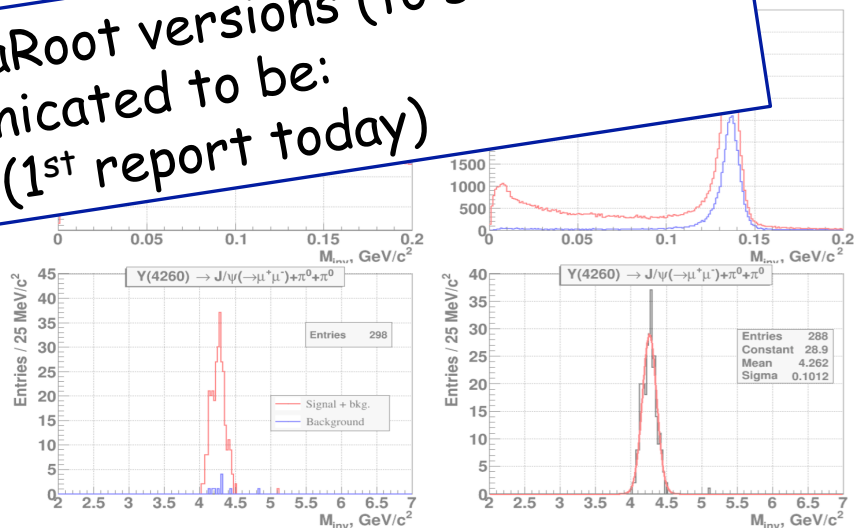 Root versions (to
nicated to be:
(1st report today)
1500
1000
500
0
0 0.05 0.1 0.15 0.2
0.05 0.1 0.15 0.2
Minv, GeV/c2
Minv, GeV/c2
Y(4260) → J/ψ(→μ+μ-)+π0+π0
Entries / 25 MeV/c2
45
40
35
30
25
20
15
10
5
0
Entries 298
Signal + bkg.
Background
2 2.5 3 3.5 4 4.5 5 5.5 6 6.5 7
Minv, GeV/c2
Y(4260) → J/ψ(→μ+μ-)+π0+π0
Entries / 25 MeV/c2
40
35
30
25
20
15
10
5
0
Entries 288
Constant 28.9
Mean 4.262
Sigma 0.1012
2 2.5 3 3.5 4 4.5 5 5.5 6 6.5 7
Minv, GeV/c2